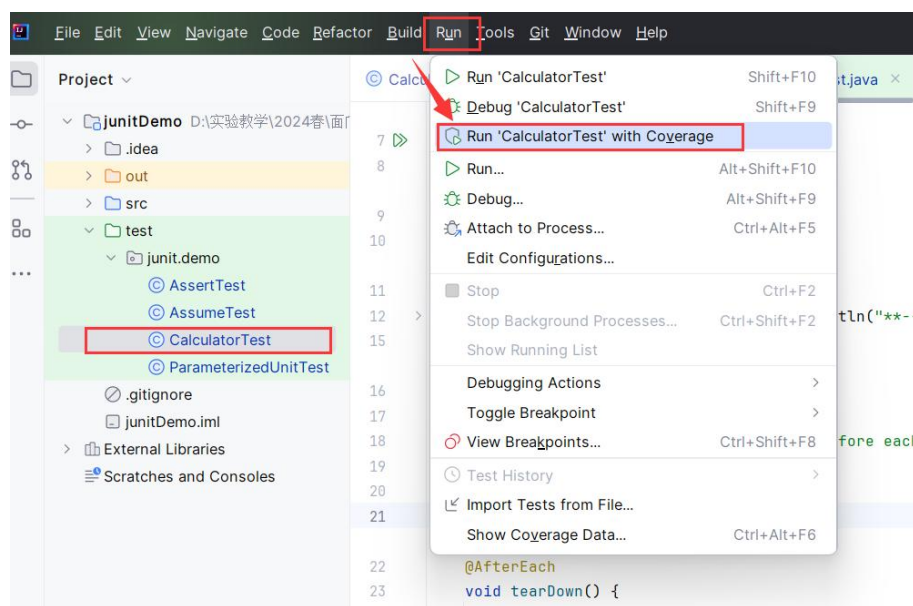 File Edit View Navigate Code Refactor Build Run Tools Git Window Help
Project
junitDemo D:\实验教学\2024春\面
.idea
out
src
test
junit.demo
AssertTest
AssumeTest
CalculatorTest
ParameterizedUnitTest
.gitignore
junitDemo.iml
External Libraries
Scratches and Consoles
Calcu
st.java
7
8
9
10
11
12
15
16
17
18
19
20
21
22
23
Run 'CalculatorTest' Shift+F10
Debug 'CalculatorTest' Shift+F9
Run 'CalculatorTest' with Coverage
Run... Alt+Shift+F10
Debug... Alt+Shift+F9
Attach to Process... Ctrl+Alt+F5
Edit Configurations...
Stop Ctrl+F2
Stop Background Processes... Ctrl+Shift+F2
Show Running List
Debugging Actions
Toggle Breakpoint
View Breakpoints... Ctrl+Shift+F8
Test History
Import Tests from File...
Show Coverage Data... Ctrl+Alt+F6
tln("**-
fore each
@AfterEach
void tearDown() {